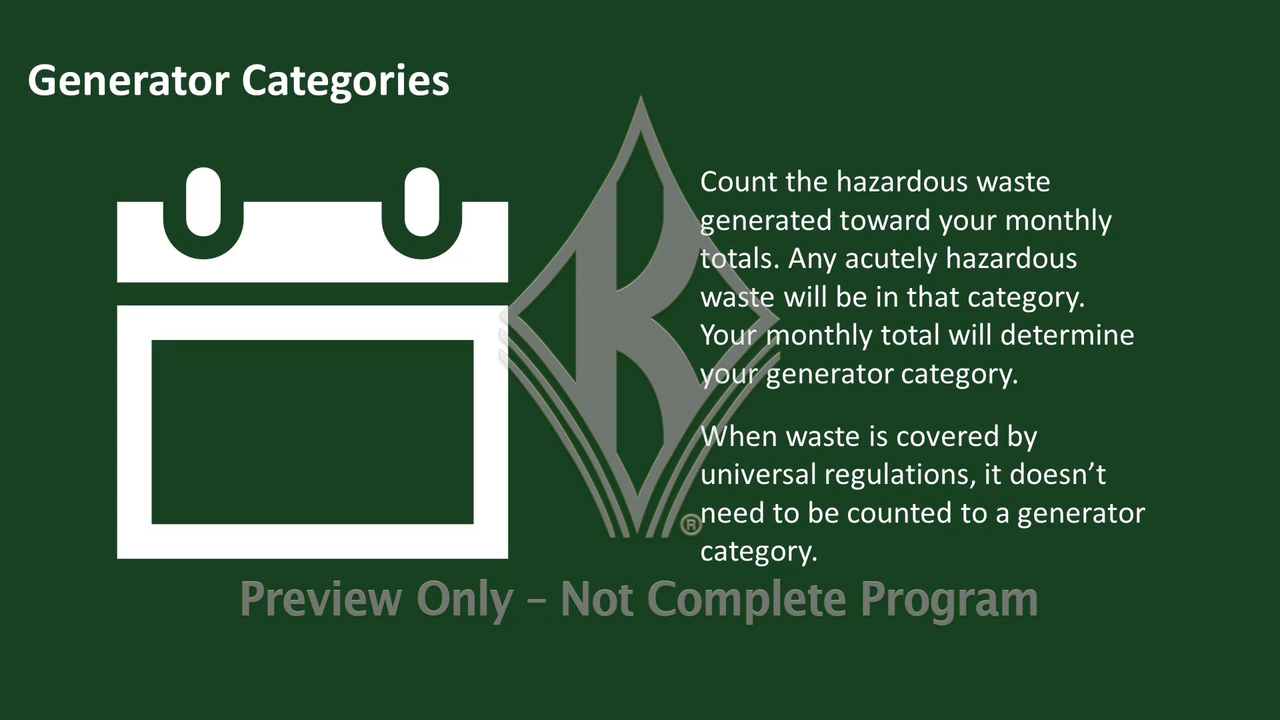 Generator Categories
Count the hazardous waste
generated toward your monthly
totals. Any acutely hazardous
waste will be in that category.
Your monthly total will determine
your generator category.
When waste is covered by
universal regulations, it doesn’t
need to be counted to a generator
category.
K
®
Preview Only – Not Complete Program